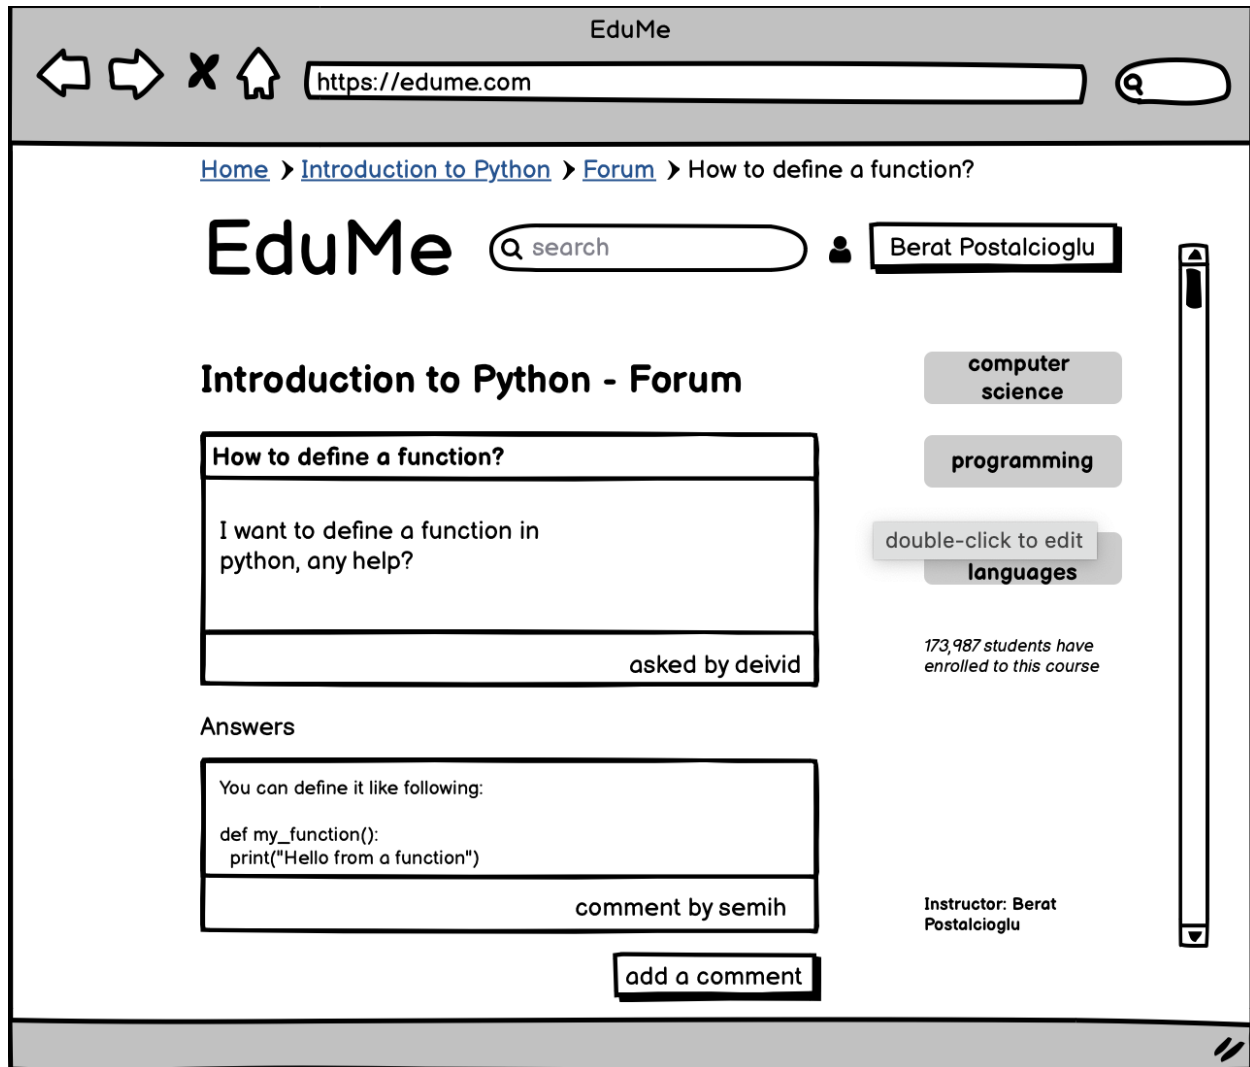 EduMe
https://edume.com
Home > Introduction to Python > Forum > How to define a function?
EduMe
search
Berat Postalcioglu
Introduction to Python - Forum
How to define a function?
I want to define a function in
python, any help?
asked by deivid
Answers
You can define it like following:
def my_function():
  print("Hello from a function")
comment by semih
add a comment
computer
science
programming
double-click to edit
languages
173,987 students have
enrolled to this course
Instructor: Berat
Postalcioglu